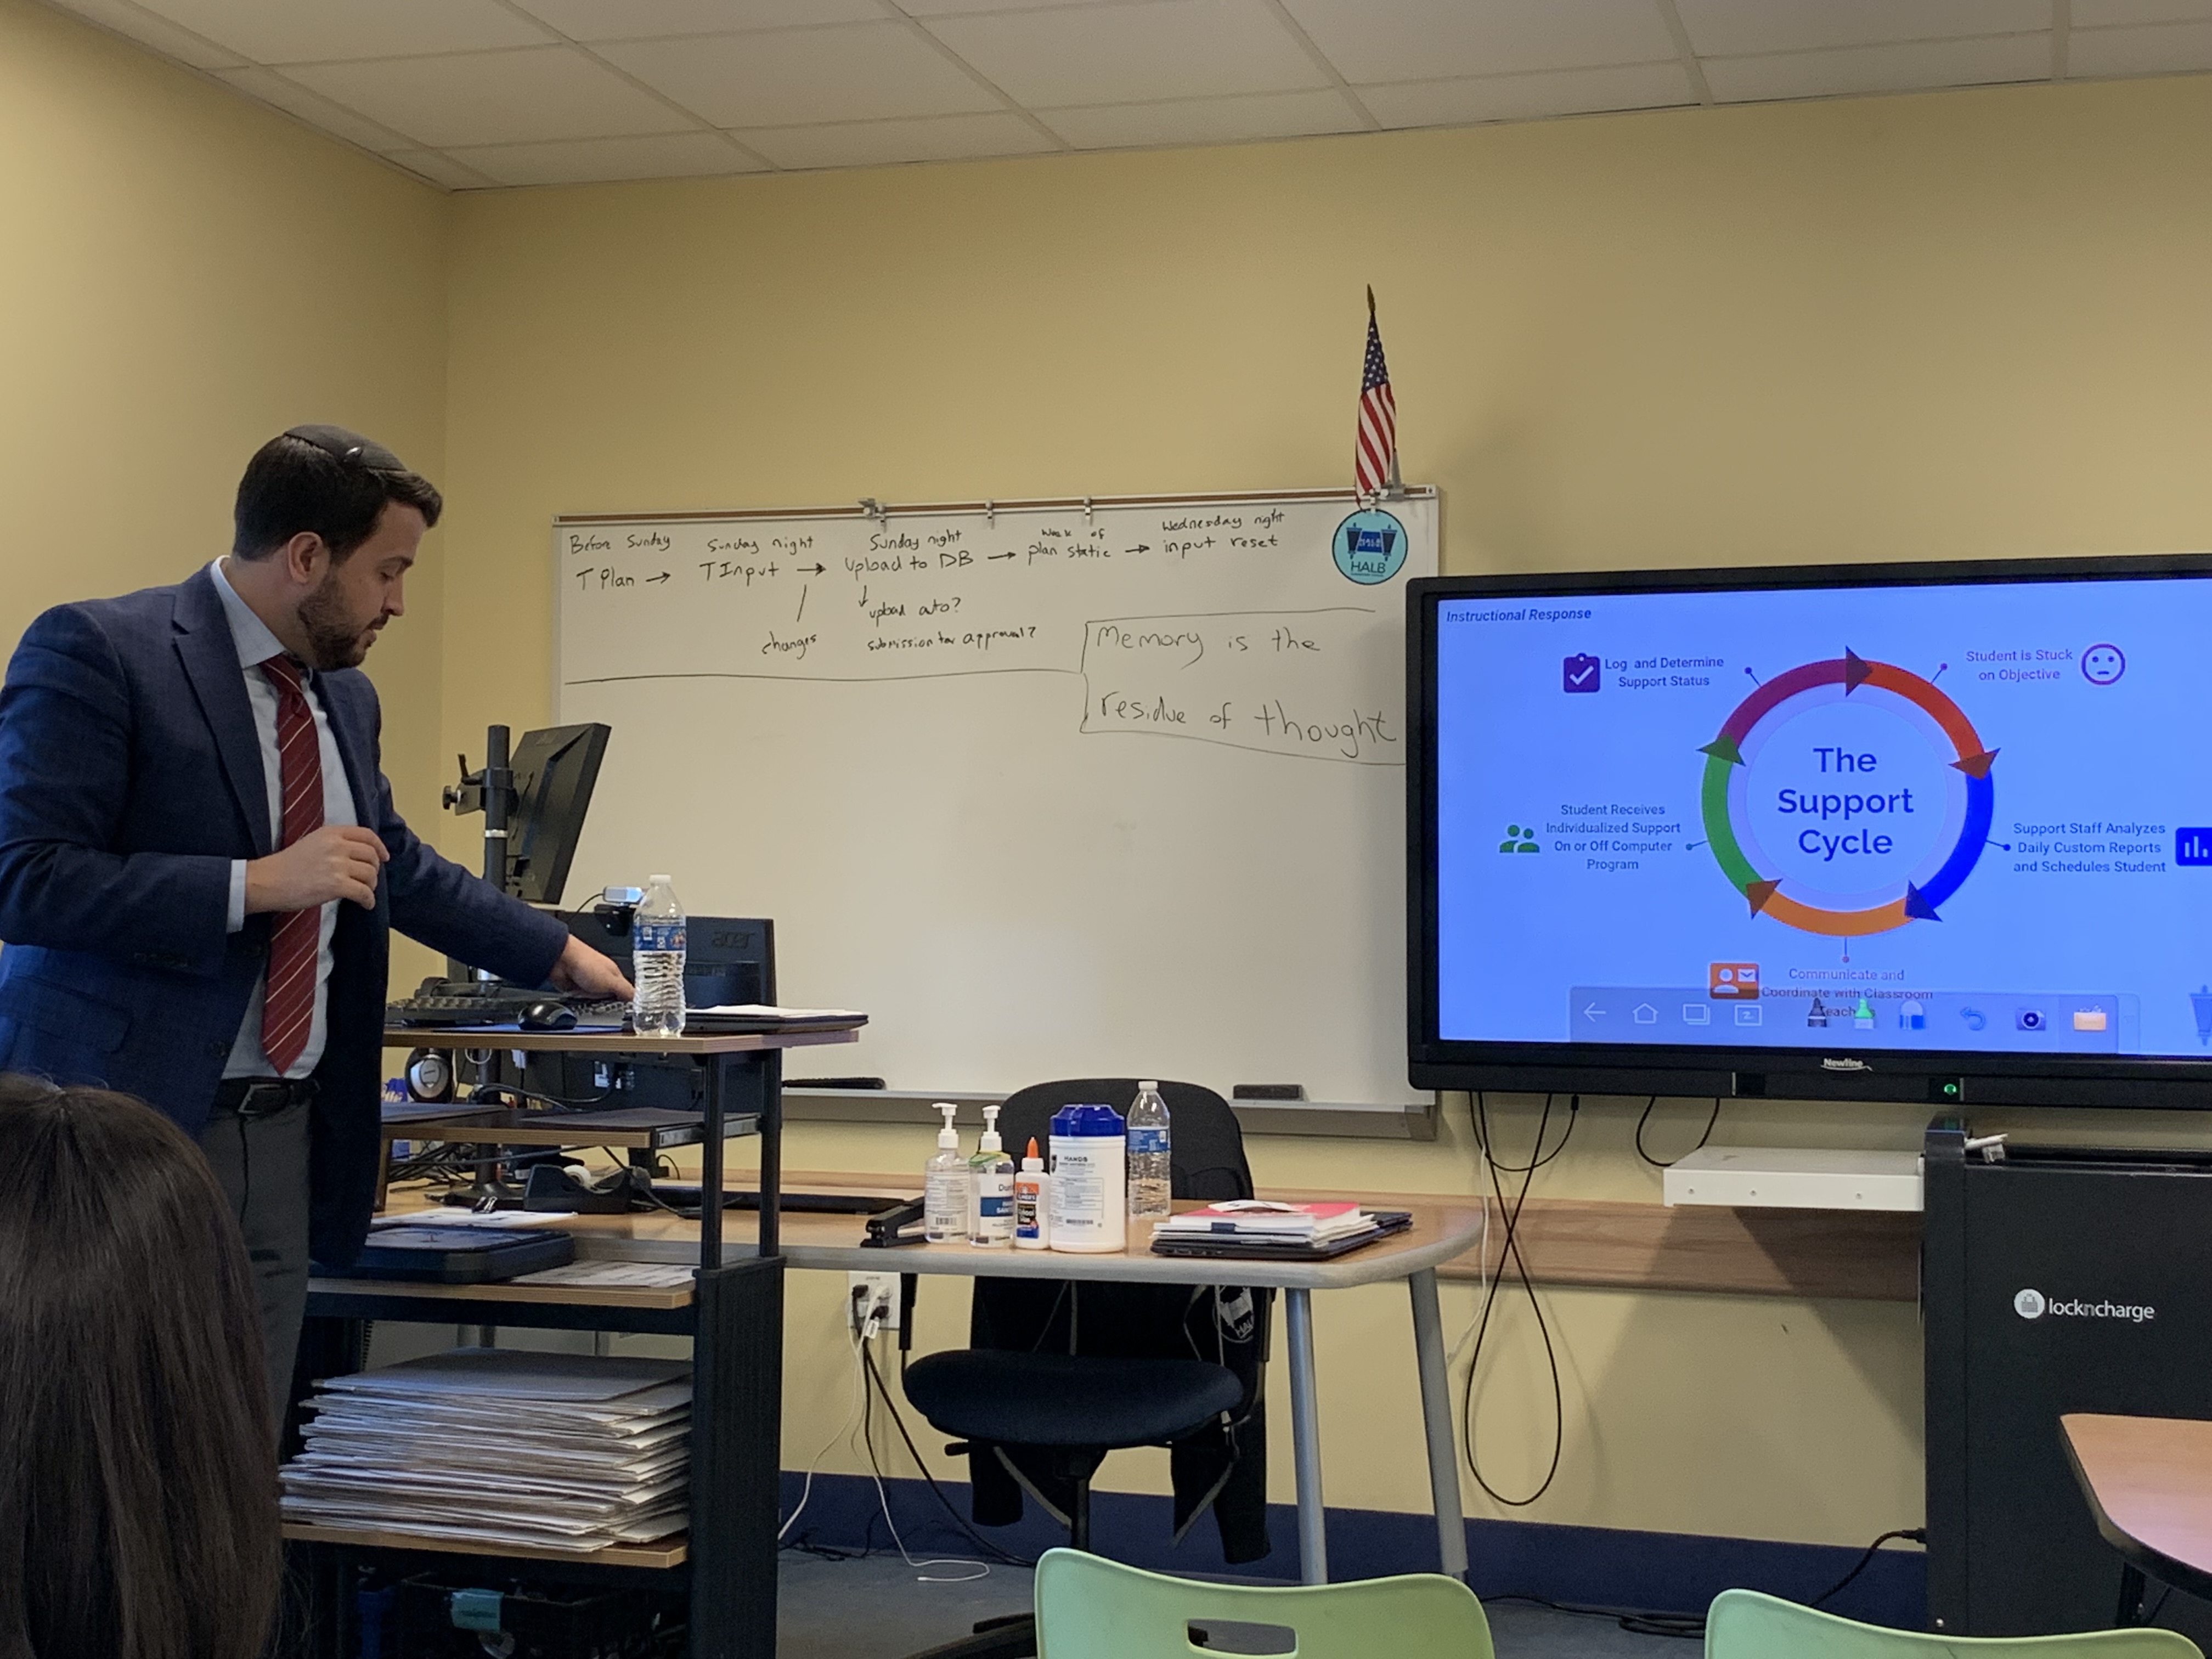 Before Sunday
T Plan →
Sunday night
T Input →
changes
Sunday night
Upload to DB →
upload auto?
submission for approval?
Week of
plan static →
Wednesday night
input reset
Memory is the
residue of thought
HALB
Instructional Response
Log and Determine
Support Status
Student is Stuck
on Objective
The
Support
Cycle
Student Receives
Individualized Support
On or Off Computer
Program
Support Staff Analyzes
Daily Custom Reports
and Schedules Student
Communicate and
Coordinate with Classroom
Newline
acer
HANDS
lockncharge